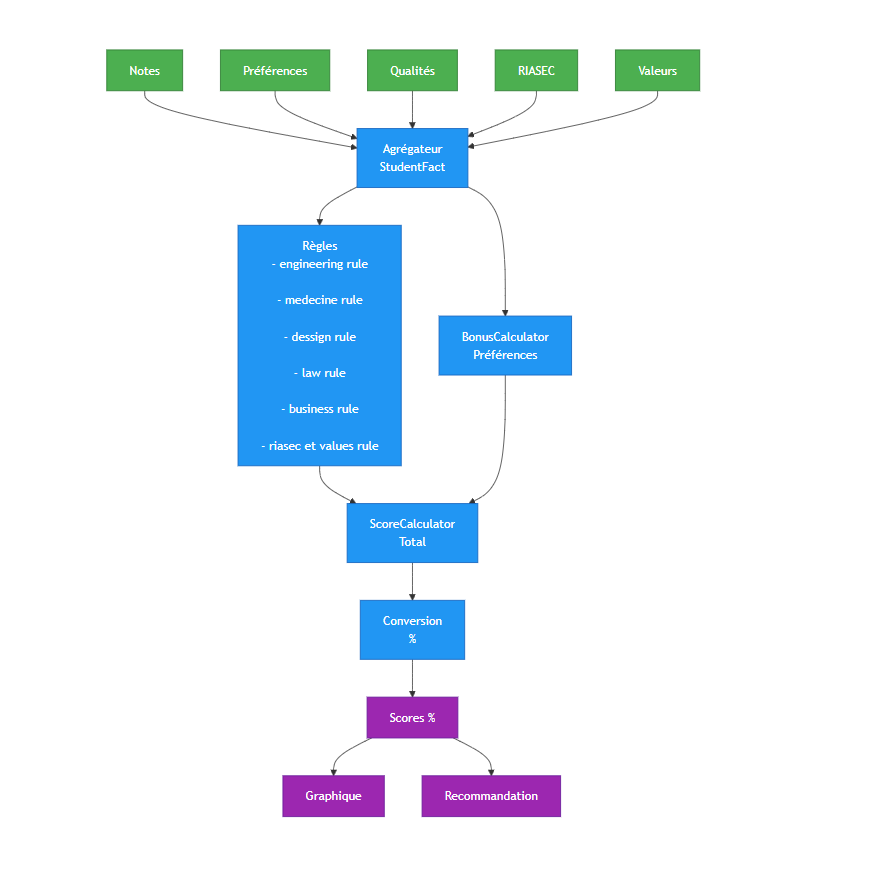 Notes
Préférences
Qualités
RIASEC
Valeurs
Agrégateur
StudentFact
Règles
- engineering rule
- medecine rule
- dessign rule
- law rule
- business rule
- riasec et values rule
BonusCalculator
Préférences
ScoreCalculator
Total
Conversion
%
Scores %
Graphique
Recommandation